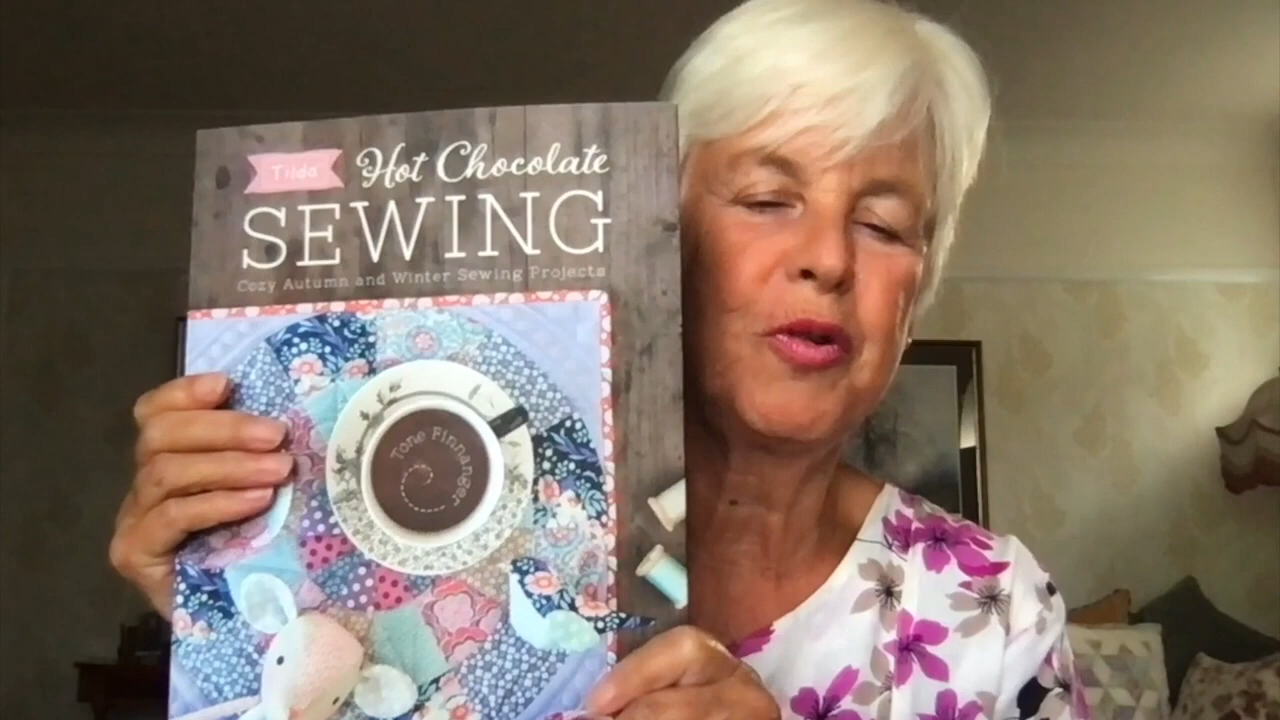 Tilda Hot Chocolate
SEWING
Cozy Autumn and Winter Sewing Projects
Tone Finnanger